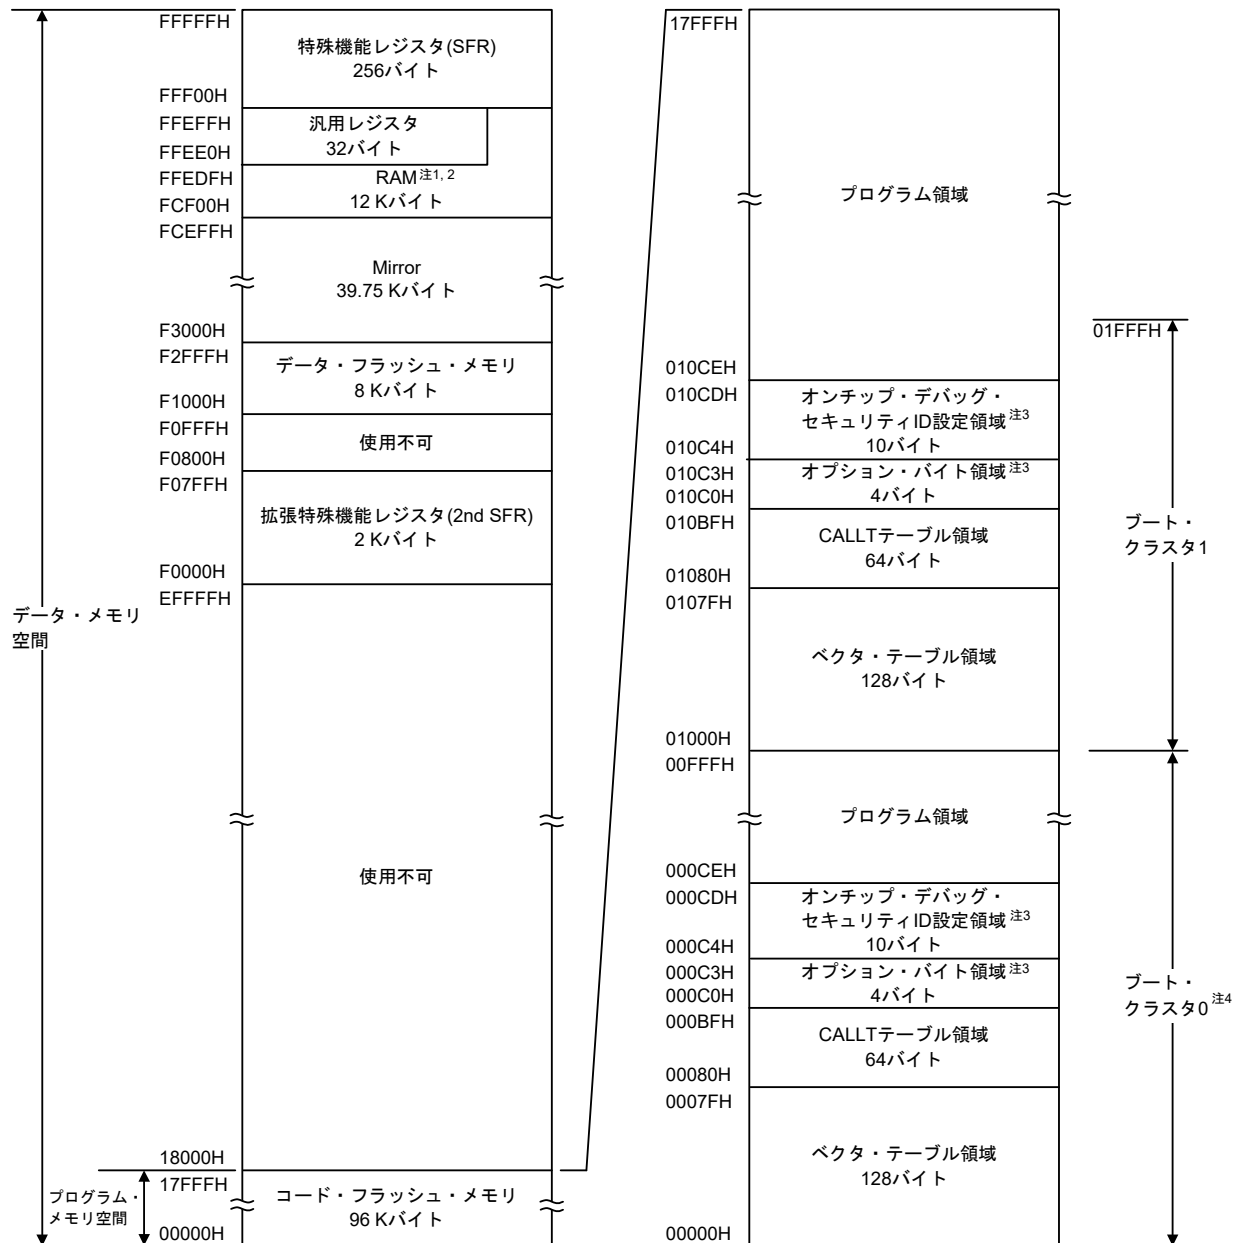 FFFFFH
特殊機能レジスタ(SFR)
256バイト
FFF00H
FFEFFH
汎用レジスタ
32バイト
FFEE0H
FFEDFH
RAM注1, 2
12 Kバイト
FCF00H
FCEFFH
Mirror
39.75 Kバイト
F3000H
F2FFFH
データ・フラッシュ・メモリ
8 Kバイト
F1000H
F0FFFH
使用不可
F0800H
F07FFH
拡張特殊機能レジスタ(2nd SFR)
2 Kバイト
F0000H
EFFFFH
データ・メモリ
空間
使用不可
18000H
17FFFH
プログラム・
メモリ空間
コード・フラッシュ・メモリ
96 Kバイト
00000H
17FFFH
プログラム領域
01FFFH
010CEH
010CDH
オンチップ・デバッグ・
セキュリティID設定領域注3
10バイト
010C4H
010C3H
オプション・バイト領域注3
4バイト
010C0H
010BFH
CALLTテーブル領域
64バイト
01080H
0107FH
ブート・
クラスタ1
ベクタ・テーブル領域
128バイト
01000H
00FFFH
プログラム領域
000CEH
000CDH
オンチップ・デバッグ・
セキュリティID設定領域注3
10バイト
000C4H
000C3H
オプション・バイト領域注3
4バイト
000C0H
000BFH
CALLTテーブル領域
64バイト
00080H
0007FH
ブート・
クラスタ0注4
ベクタ・テーブル領域
128バイト
00000H